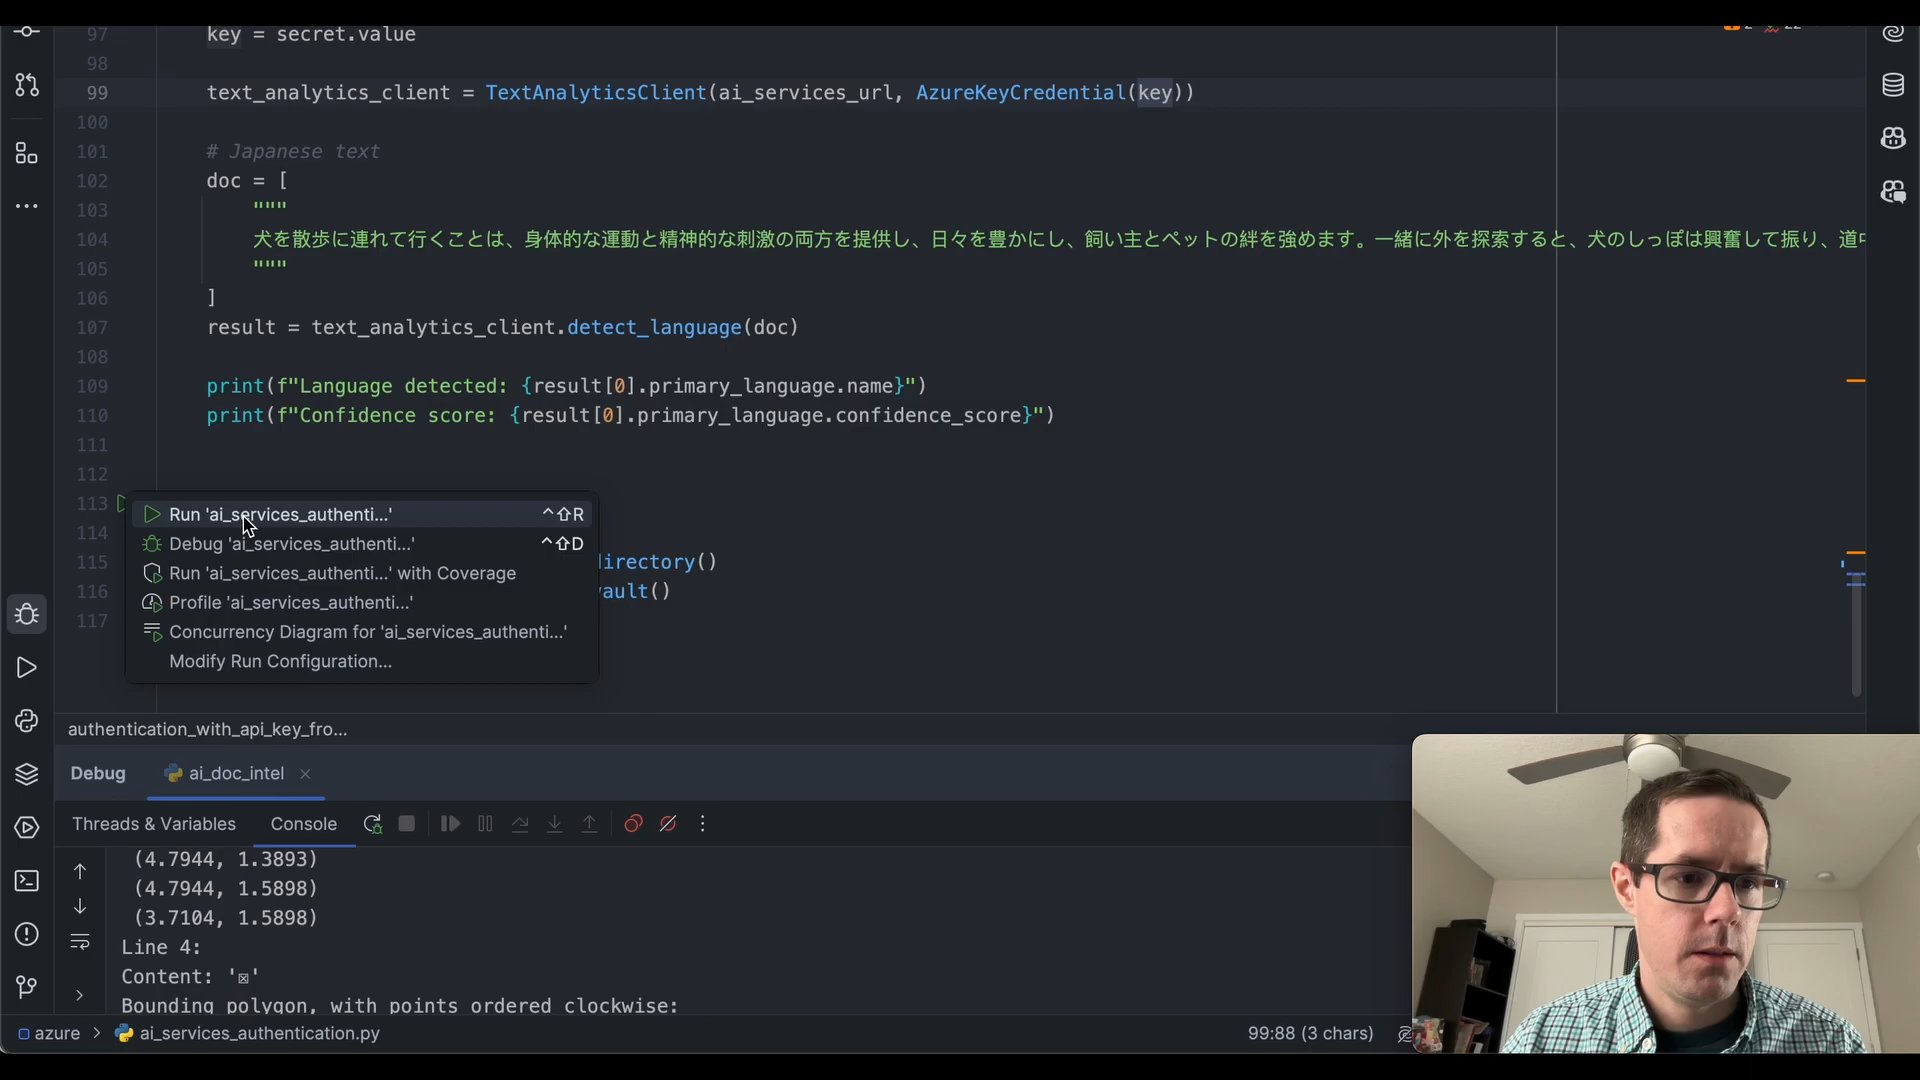 97 key = secret.value
98
99 text_analytics_client = TextAnalyticsClient(ai_services_url, AzureKeyCredential(key))
100
101 # Japanese text
102 doc = [
103 """
104 犬を散歩に連れて行くことは、身体的な運動と精神的な刺激の両方を提供し、日々を豊かにし、飼い主とペットの絆を強めます。一緒に外を探索すると、犬のしっぽは興奮して振り、道
105 """
106 ]
107 result = text_analytics_client.detect_language(doc)
108
109 print(f"Language detected: {result[0].primary_language.name}")
110 print(f"Confidence score: {result[0].primary_language.confidence_score}")
111
112
113
Run 'ai_services_authenti...' ^⇧R
114
Debug 'ai_services_authenti...' ^⇧D
115 irectory()
Run 'ai_services_authenti...' with Coverage
116 ault()
Profile 'ai_services_authenti...'
117
Concurrency Diagram for 'ai_services_authenti...'
Modify Run Configuration...
authentication_with_api_key_fro...
Debug ai_doc_intel
Threads & Variables Console
(4.7944, 1.3893)
(4.7944, 1.5898)
(3.7104, 1.5898)
Line 4:
Content: '☒'
Bounding polygon, with points ordered clockwise:
azure > ai_services_authentication.py
99:88 (3 chars)